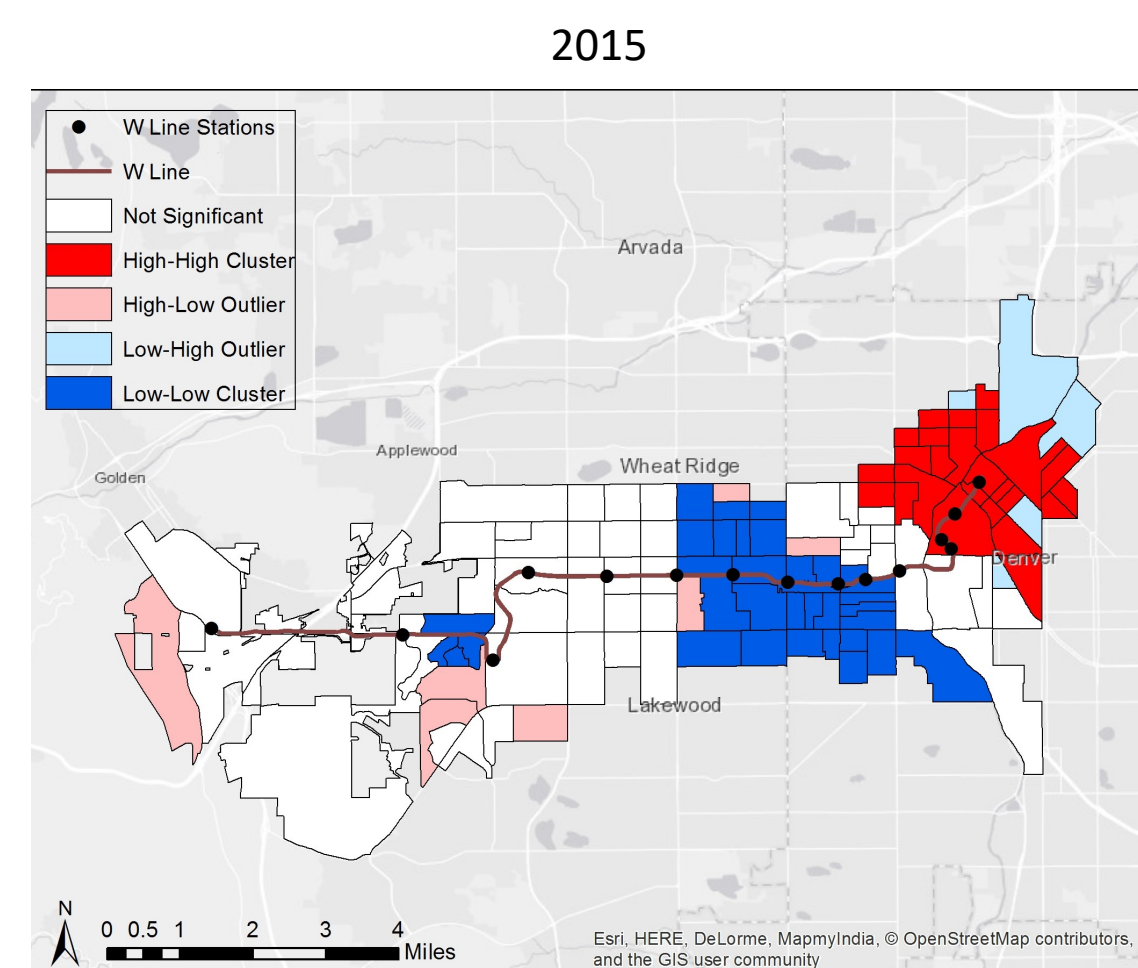 2015
W Line Stations
W Line
Not Significant
High-High Cluster
High-Low Outlier
Low-High Outlier
Low-Low Cluster
Arvada
Applewood
Wheat Ridge
Golden
Denver
Lakewood
N
0 0.5 1 2 3 4
Miles
Esri, HERE, DeLorme, MapmyIndia, © OpenStreetMap contributors,
and the GIS user community